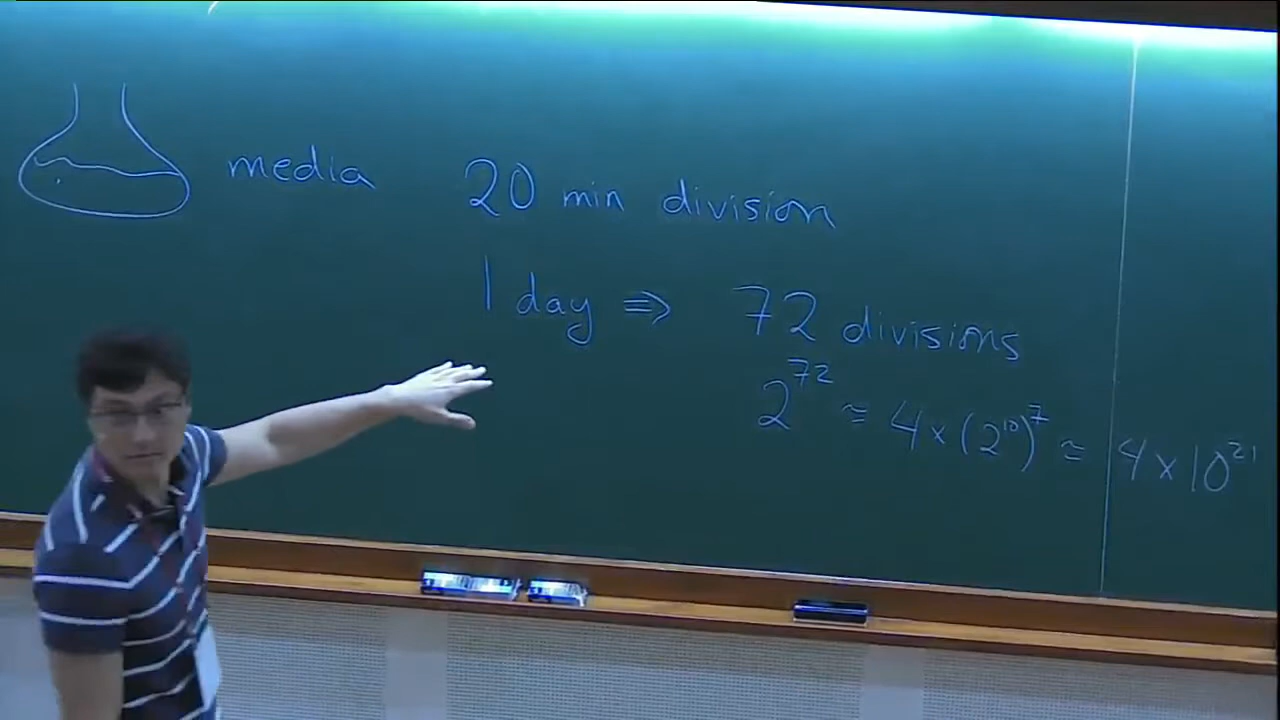 media 20 min division
1 day ⇒ 72 divisions
2^72 ≅ 4 × (2^10)^7 ≅ 4 × 10^21